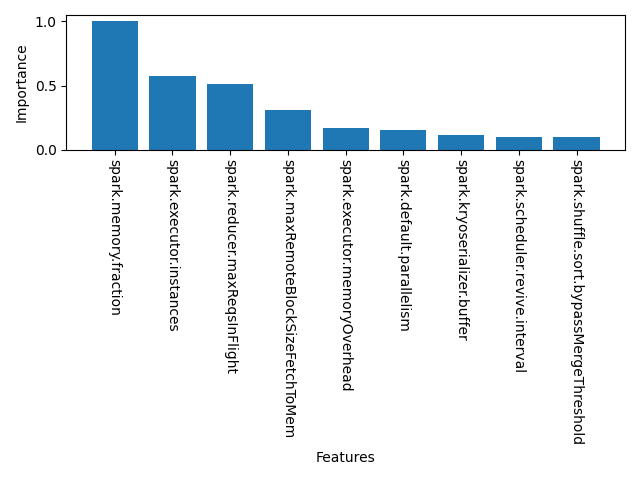 Importance
1.0
0.5
0.0
spark.memory.fraction
spark.executor.instances
spark.reducer.maxReqsInFlight
spark.maxRemoteBlockSizeFetchToMem
spark.executor.memoryOverhead
spark.default.parallelism
spark.kryoserializer.buffer
spark.scheduler.revive.interval
spark.shuffle.sort.bypassMergeThreshold
Features